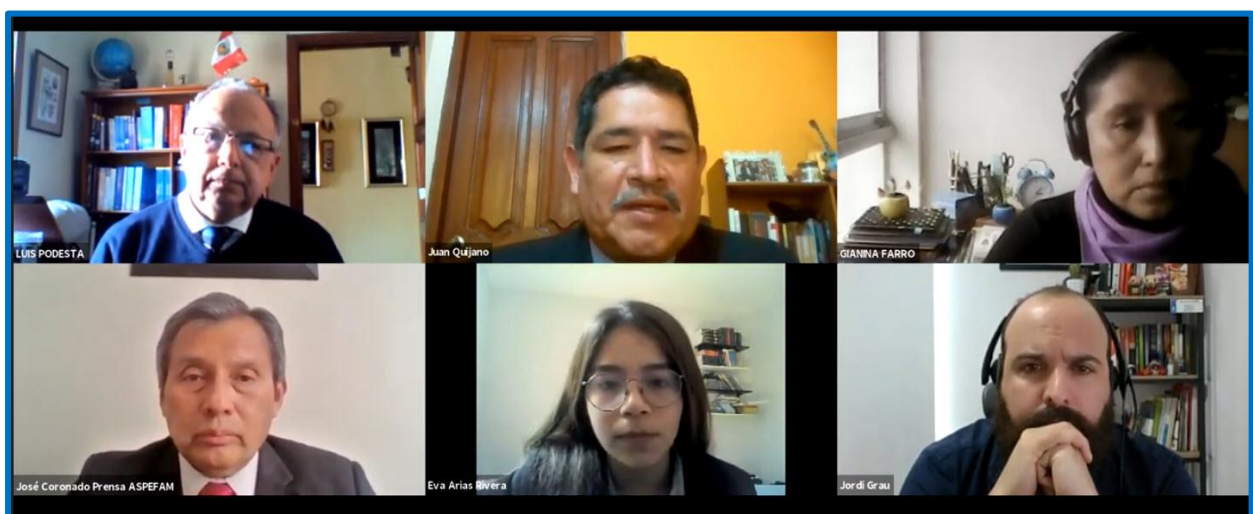 LUIS PODESTA
Juan Quijano
GIANINA FARRO
José Coronado Prensa ASPEFAM
Eva Arias Rivera
Jordi Grau